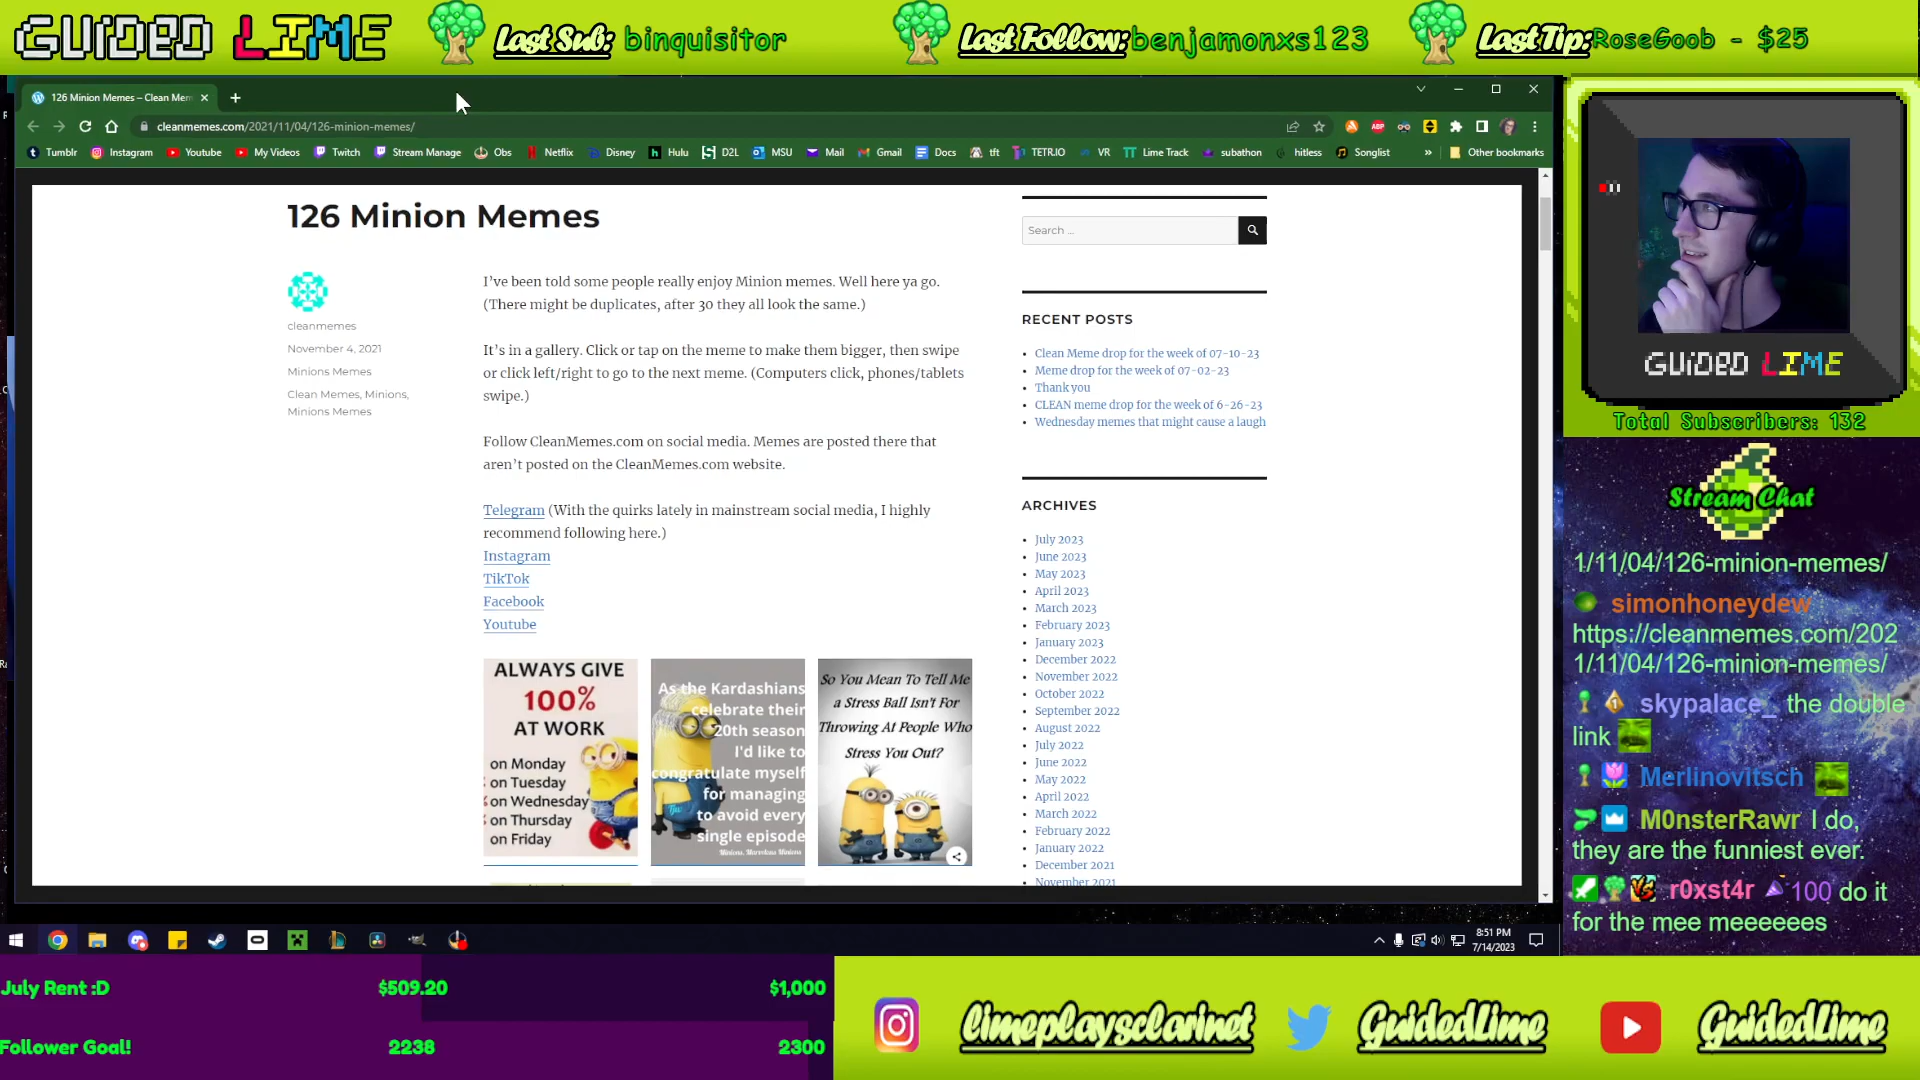 GUIDED LIME
Last Sub: binquisitor
Last Follow: benjamonxs123
Last Tip: RoseGoob - $25
126 Minion Memes – Clean Mem
cleanmemes.com/2021/11/04/126-minion-memes/
ABP
Tumblr Instagram Youtube My Videos Twitch Stream Manage Obs Netflix Disney Hulu D2L MSU Mail Gmail Docs tft TETR.IO VR Lime Track subathon hitless Songlist » Other bookmarks
126 Minion Memes
cleanmemes
November 4, 2021
Minions Memes
Clean Memes, Minions,
Minions Memes
I've been told some people really enjoy Minion memes. Well here ya go.
(There might be duplicates, after 30 they all look the same.)
It's in a gallery. Click or tap on the meme to make them bigger, then swipe
or click left/right to go to the next meme. (Computers click, phones/tablets
swipe.)
Follow CleanMemes.com on social media. Memes are posted there that
aren't posted on the CleanMemes.com website.
Telegram (With the quirks lately in mainstream social media, I highly
recommend following here.)
Instagram
TikTok
Facebook
Youtube
ALWAYS GIVE
100%
AT WORK
on Monday
on Tuesday
on Wednesday
on Thursday
on Friday
As the Kardashians
celebrate their
20th season
I'd like to
congratulate myself
for managing
to avoid every
single episode
Minions, Marvelous Minions
So You Mean To Tell Me
a Stress Ball Isn't For
Throwing At People Who
Stress You Out?
Search ...
RECENT POSTS
Clean Meme drop for the week of 07-10-23
Meme drop for the week of 07-02-23
Thank you
CLEAN meme drop for the week of 6-26-23
Wednesday memes that might cause a laugh
ARCHIVES
July 2023
June 2023
May 2023
April 2023
March 2023
February 2023
January 2023
December 2022
November 2022
October 2022
September 2022
August 2022
July 2022
June 2022
May 2022
April 2022
March 2022
February 2022
January 2022
December 2021
November 2021
8:51 PM
7/14/2023
GUIDED LIME
Total Subscribers: 132
Stream Chat
1/11/04/126-minion-memes/
simonhoneydew
https://cleanmemes.com/202
1/11/04/126-minion-memes/
skypalace_ the double
link
Merlinovitsch
M0nsterRawr I do,
they are the funniest ever.
r0xst4r 100 do it
for the mee meeeeees
July Rent :D $509.20 $1,000
Follower Goal! 2238 2300
limeplaysclarinet
GuidedLime
GuidedLime